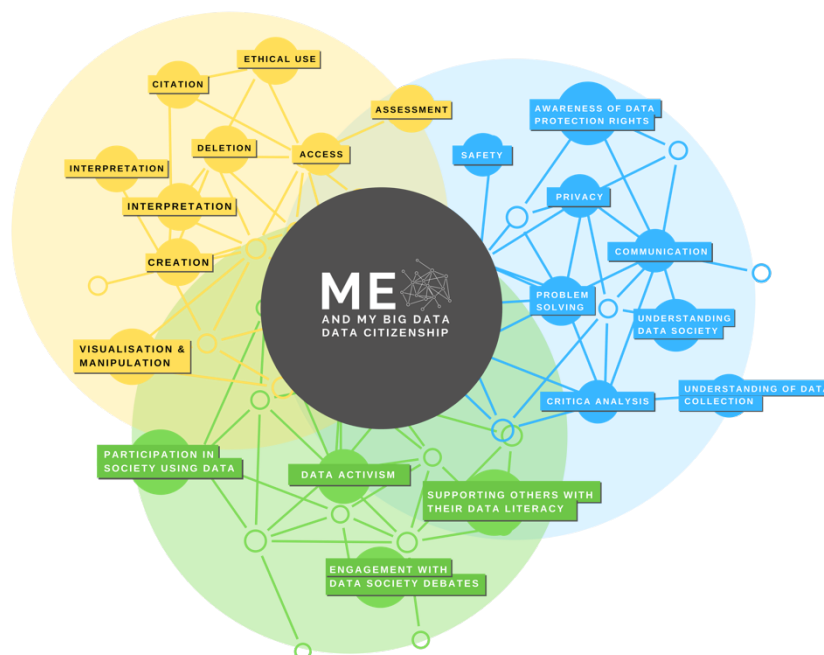 ETHICAL USE
CITATION
ASSESSMENT
DELETION
ACCESS
INTERPRETATION
INTERPRETATION
CREATION
VISUALISATION &
MANIPULATION
AWARENESS OF DATA
PROTECTION RIGHTS
SAFETY
PRIVACY
COMMUNICATION
PROBLEM
SOLVING
UNDERSTANDING
DATA SOCIETY
CRITICA ANALYSIS
UNDERSTANDING OF DATA
COLLECTION
ME
AND MY BIG DATA
DATA CITIZENSHIP
PARTICIPATION IN
SOCIETY USING DATA
DATA ACTIVISM
SUPPORTING OTHERS WITH
THEIR DATA LITERACY
ENGAGEMENT WITH
DATA SOCIETY DEBATES